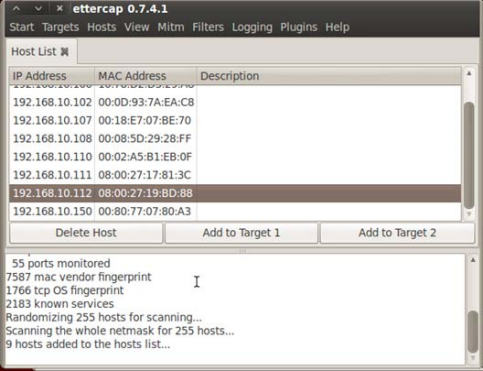 ettercap 0.7.4.1
Start Targets Hosts View Mitm Filters Logging Plugins Help
Host List
IP Address MAC Address Description
192.168.10.102 00:0D:93:7A:EA:C8
192.168.10.107 00:18:E7:07:BE:70
192.168.10.108 00:08:5D:29:28:FF
192.168.10.110 00:02:A5:B1:EB:0F
192.168.10.111 08:00:27:17:81:3C
192.168.10.112 08:00:27:19:BD:88
192.168.10.150 00:80:77:07:80:A3
Delete Host Add to Target 1 Add to Target 2
55 ports monitored
7587 mac vendor fingerprint
1766 tcp OS fingerprint
2183 known services
Randomizing 255 hosts for scanning...
Scanning the whole netmask for 255 hosts...
9 hosts added to the hosts list...